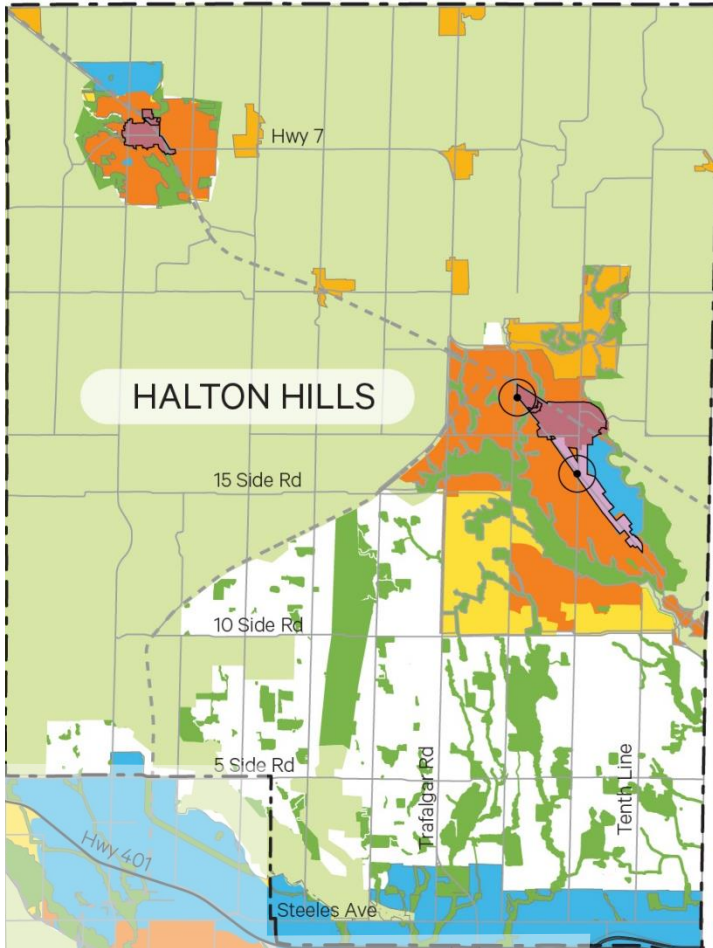 Hwy 7
HALTON HILLS
15 Side Rd
10 Side Rd
5 Side Rd
Trafalgar Rd
Tenth Line
Hwy 401
Steeles Ave